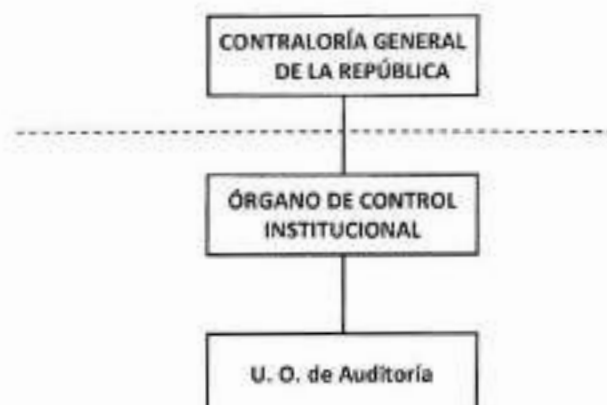 CONTRALORÍA GENERAL
DE LA REPÚBLICA
ÓRGANO DE CONTROL
INSTITUCIONAL
U. O. de Auditoría